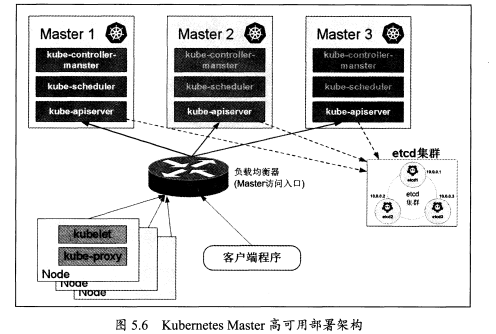 Master 1
kube-controller-
manster
kube-scheduler
kube-apiserver
Master 2
kube-controller-
manster
kube-scheduler
kube-apiserver
Master 3
kube-controller-
manster
kube-scheduler
kube-apiserver
负载均衡器
(Master访问入口)
etcd集群
etcd1
10.0.0.1
etcd
集群
10.0.0.2
10.0.0.3
etcd2
etcd3
kubelet
kube-proxy
Node
Node
Node
客户端程序
图 5.6 Kubernetes Master 高可用部署架构